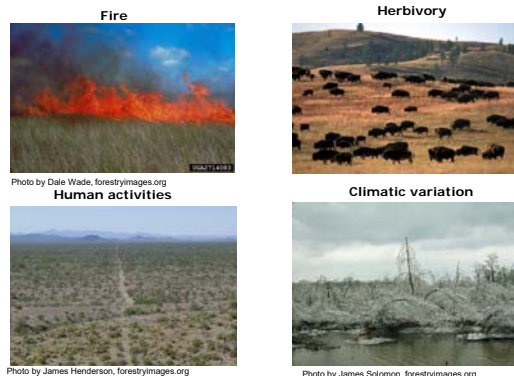 Fire
Herbivory
UGA2714083
Photo by Dale Wade, forestryimages.org
Human activities
Climatic variation
Photo by James Henderson, forestryimages.org
Photo by James Solomon, forestryimages.org